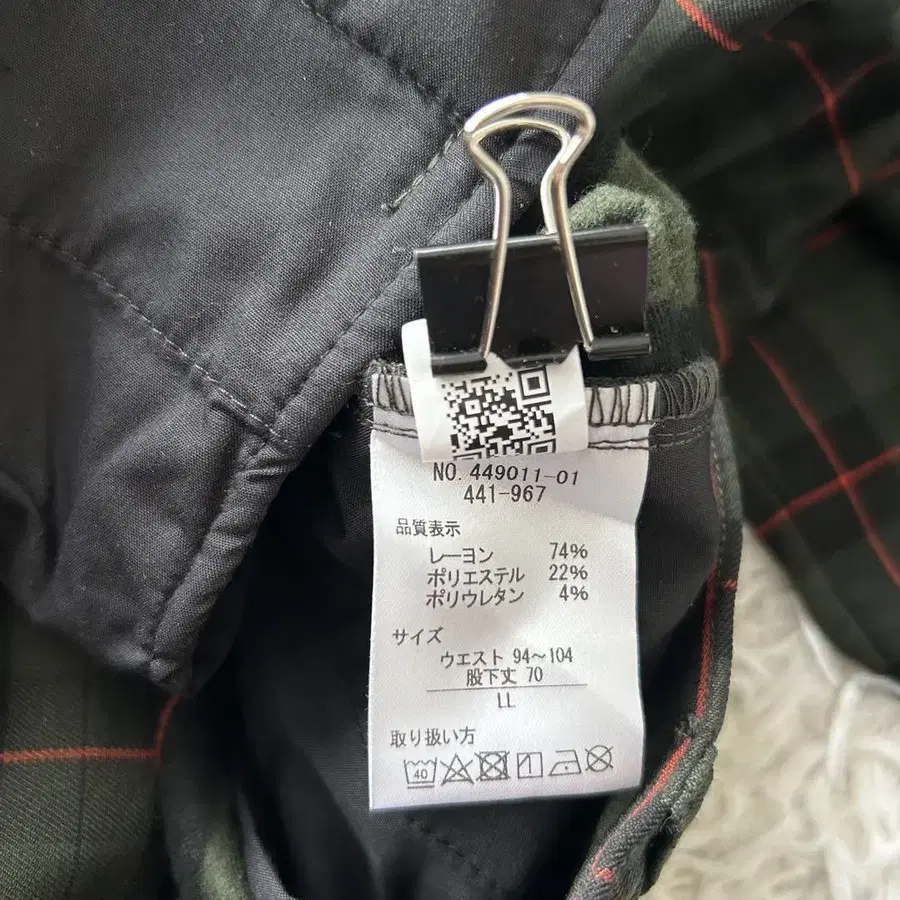 NO. 449011-01
441-967
品質表示
レーヨン 74%
ポリエステル 22%
ポリウレタン 4%
サイズ
ウエスト 94～104
股下丈 70
LL
取り扱い方
40